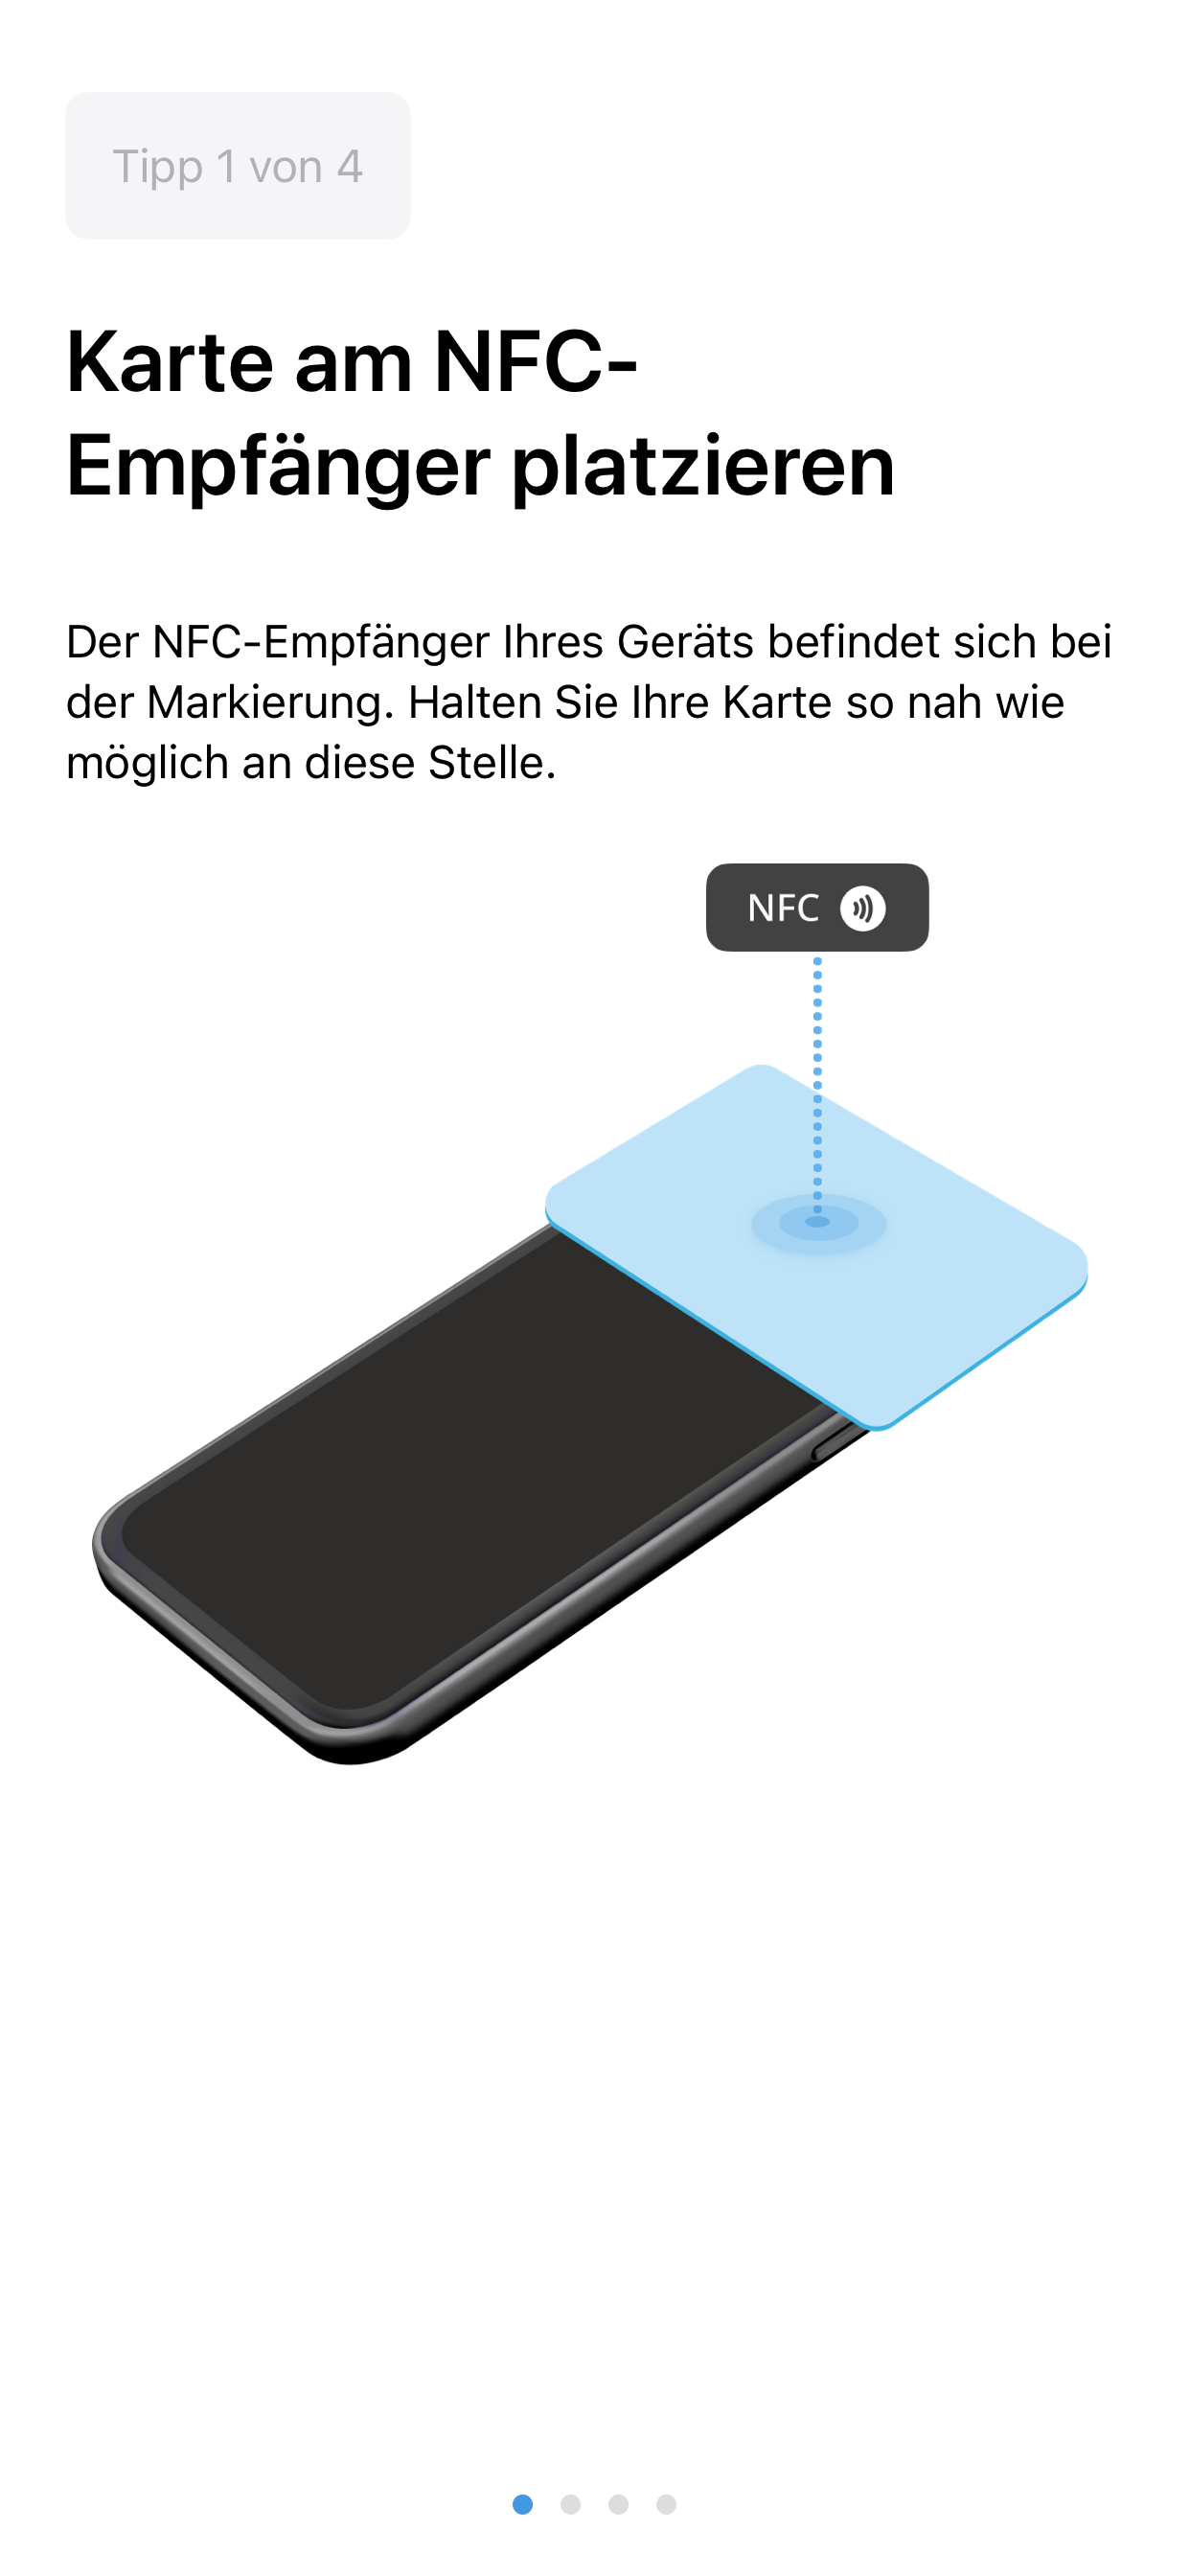 Tipp 1 von 4
Karte am NFC-
Empfänger platzieren
Der NFC-Empfänger Ihres Geräts befindet sich bei
der Markierung. Halten Sie Ihre Karte so nah wie
möglich an diese Stelle.
NFC